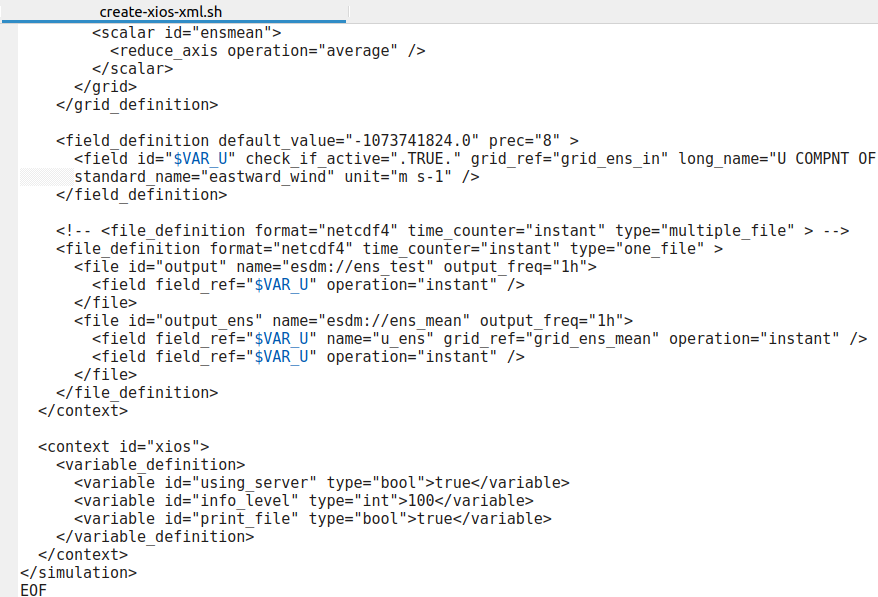 create-xios-xml.sh
<scalar id="ensmean">
<reduce_axis operation="average" />
</scalar>
</grid>
</grid_definition>
<field_definition default_value="-1073741824.0" prec="8" >
<field id="$VAR_U" check_if_active=".TRUE." grid_ref="grid_ens_in" long_name="U COMPNT OF
standard_name="eastward_wind" unit="m s-1" />
</field_definition>
<!-- <file_definition format="netcdf4" time_counter="instant" type="multiple_file" > -->
<file_definition format="netcdf4" time_counter="instant" type="one_file" >
<file id="output" name="esdm://ens_test" output_freq="1h">
<field field_ref="$VAR_U" operation="instant" />
</file>
<file id="output_ens" name="esdm://ens_mean" output_freq="1h">
<field field_ref="$VAR_U" name="u_ens" grid_ref="grid_ens_mean" operation="instant" />
<field field_ref="$VAR_U" operation="instant" />
</file>
</file_definition>
</context>
<context id="xios">
<variable_definition>
<variable id="using_server" type="bool">true</variable>
<variable id="info_level" type="int">100</variable>
<variable id="print_file" type="bool">true</variable>
</variable_definition>
</context>
</simulation>
EOF